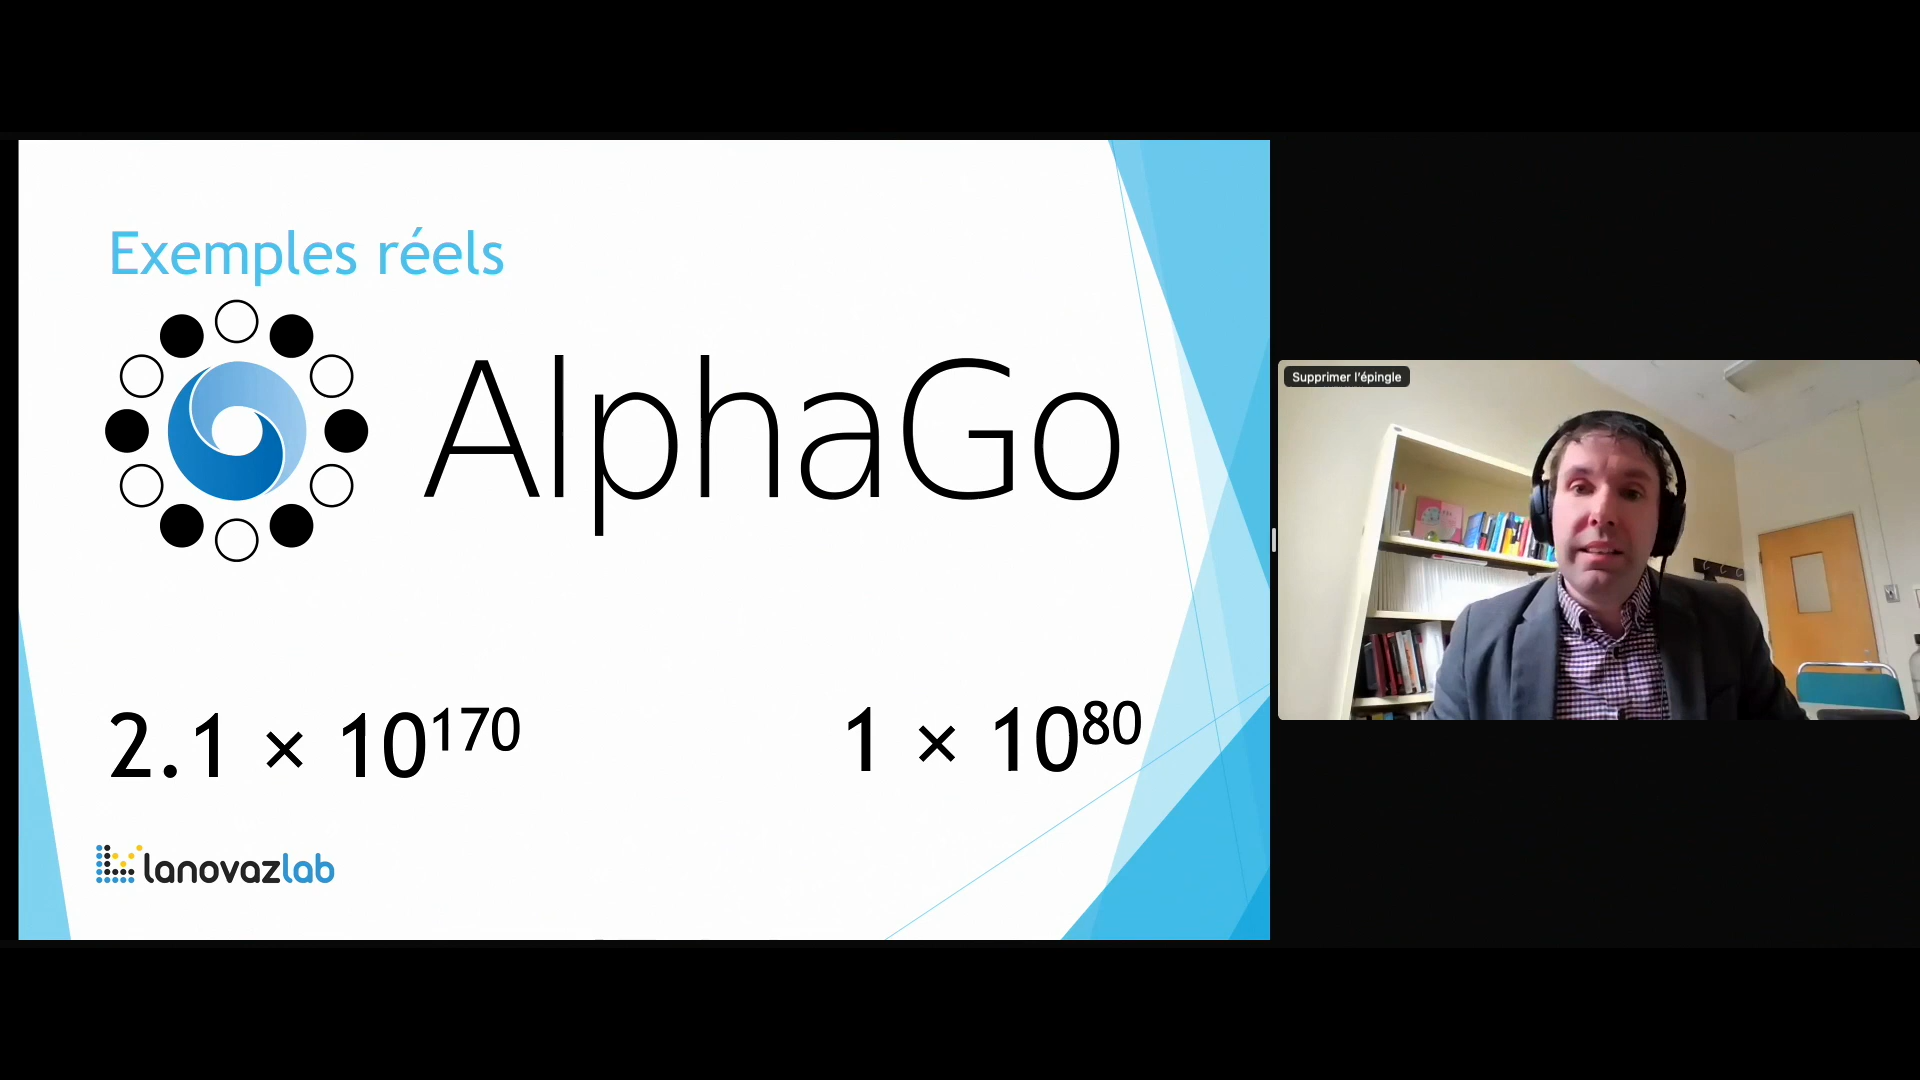 Exemples réels
AlphaGo
2.1 × 10¹⁷⁰
1 × 10⁸⁰
lanovazlab
Supprimer l'épingle